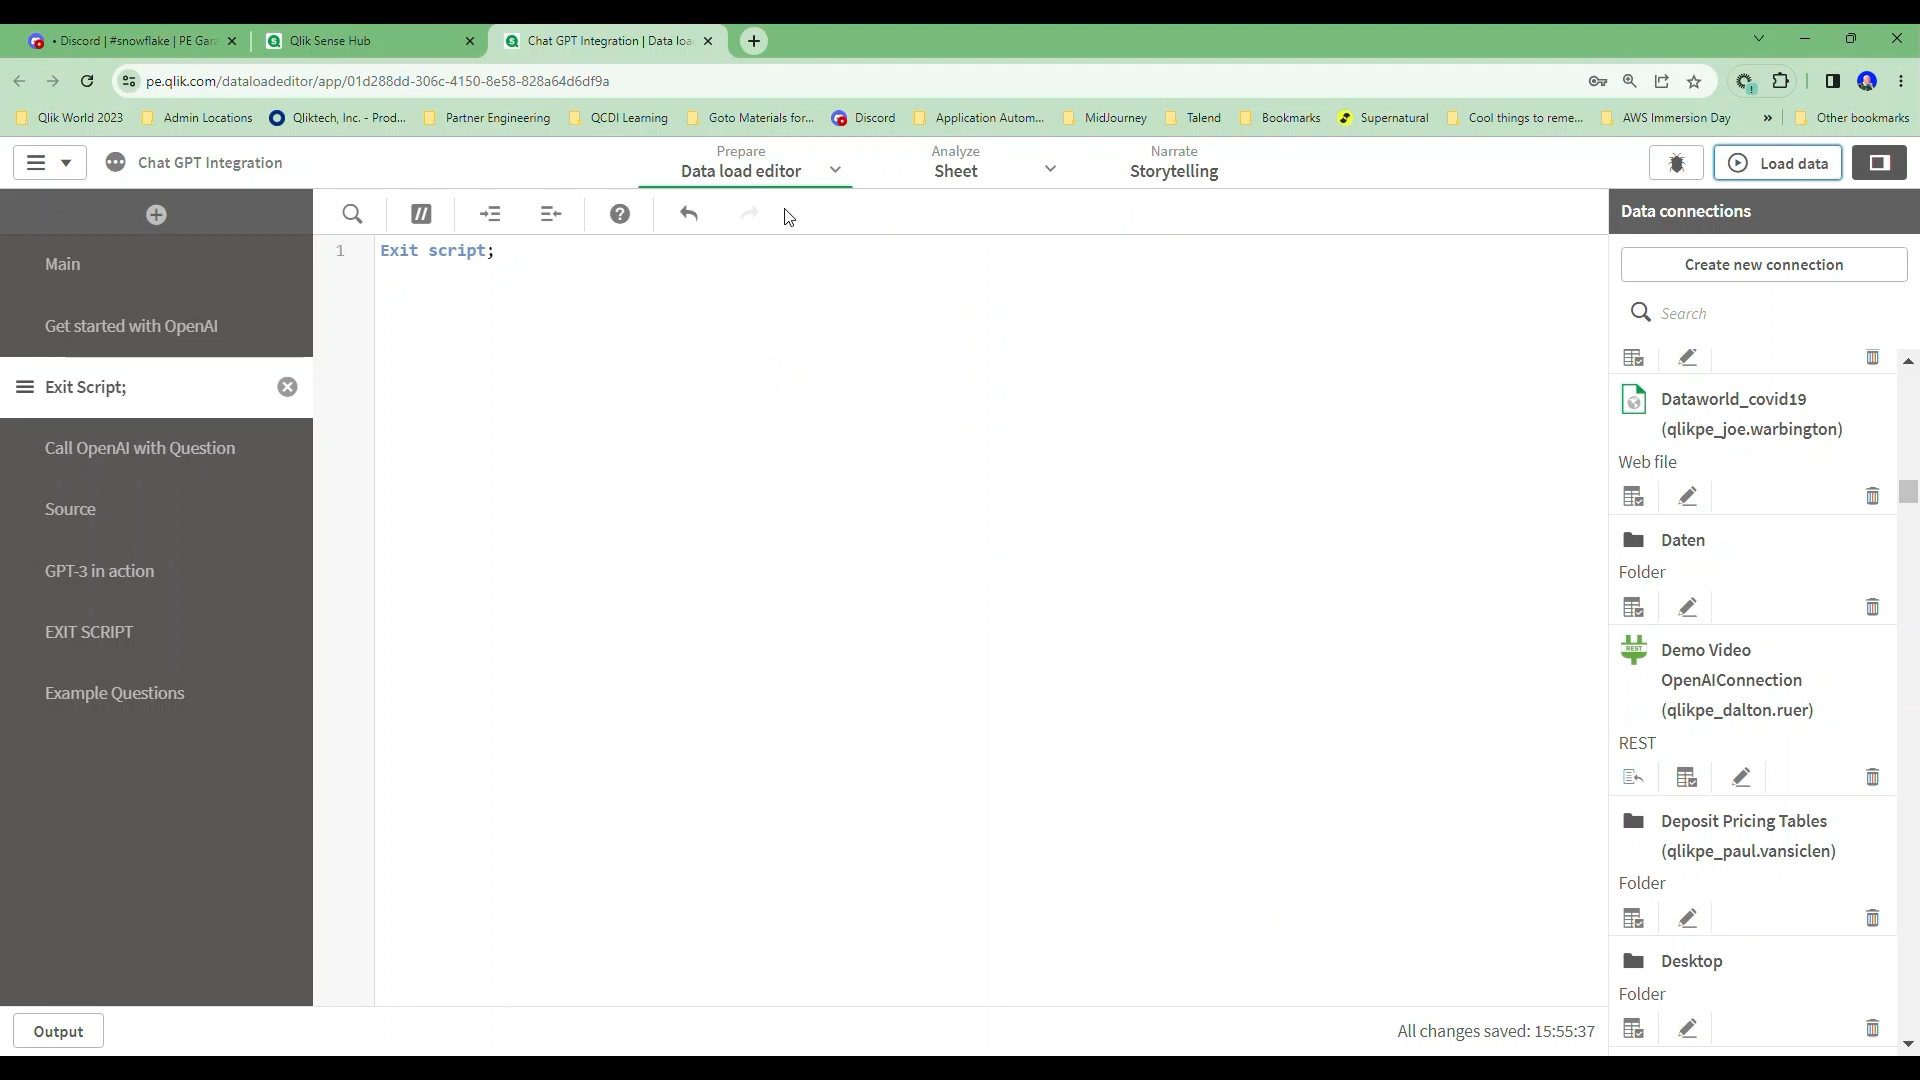 • Discord | #snowflake | PE Gara
Qlik Sense Hub
Chat GPT Integration | Data loa
pe.qlik.com/dataloadeditor/app/01d288dd-306c-4150-8e58-828a64d6df9a
Qlik World 2023
Admin Locations
Qliktech, Inc. - Prod...
Partner Engineering
QCDI Learning
Goto Materials for...
Discord
Application Autom...
MidJourney
Talend
Bookmarks
Supernatural
Cool things to reme...
AWS Immersion Day
»
Other bookmarks
Chat GPT Integration
Prepare
Data load editor
Analyze
Sheet
Narrate
Storytelling
Load data
Main
Get started with OpenAI
Exit Script;
Call OpenAI with Question
Source
GPT-3 in action
EXIT SCRIPT
Example Questions
//
?
1
Exit script;
Data connections
Create new connection
Search
Dataworld_covid19
(qlikpe_joe.warbington)
Web file
Daten
Folder
REST
Demo Video
OpenAIConnection
(qlikpe_dalton.ruer)
REST
Deposit Pricing Tables
(qlikpe_paul.vansiclen)
Folder
Desktop
Folder
Output
All changes saved: 15:55:37